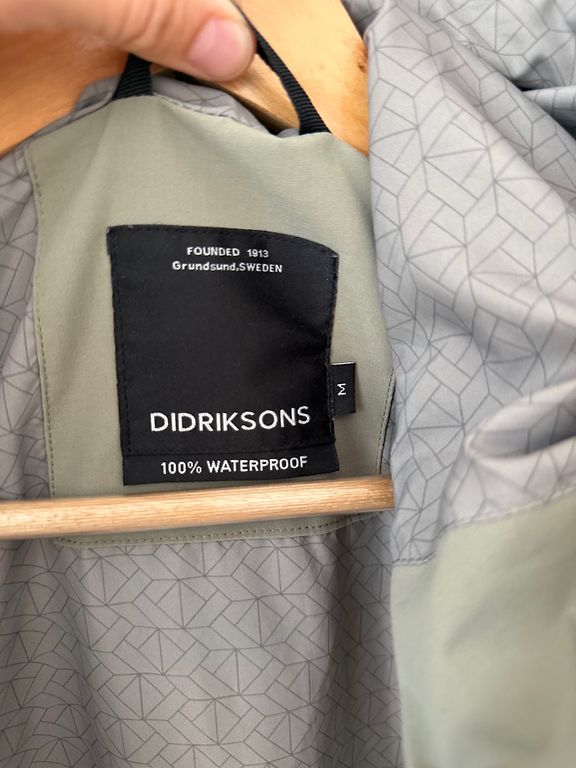 FOUNDED 1913
Grundsund,SWEDEN
DIDRIKSONS
M
100% WATERPROOF